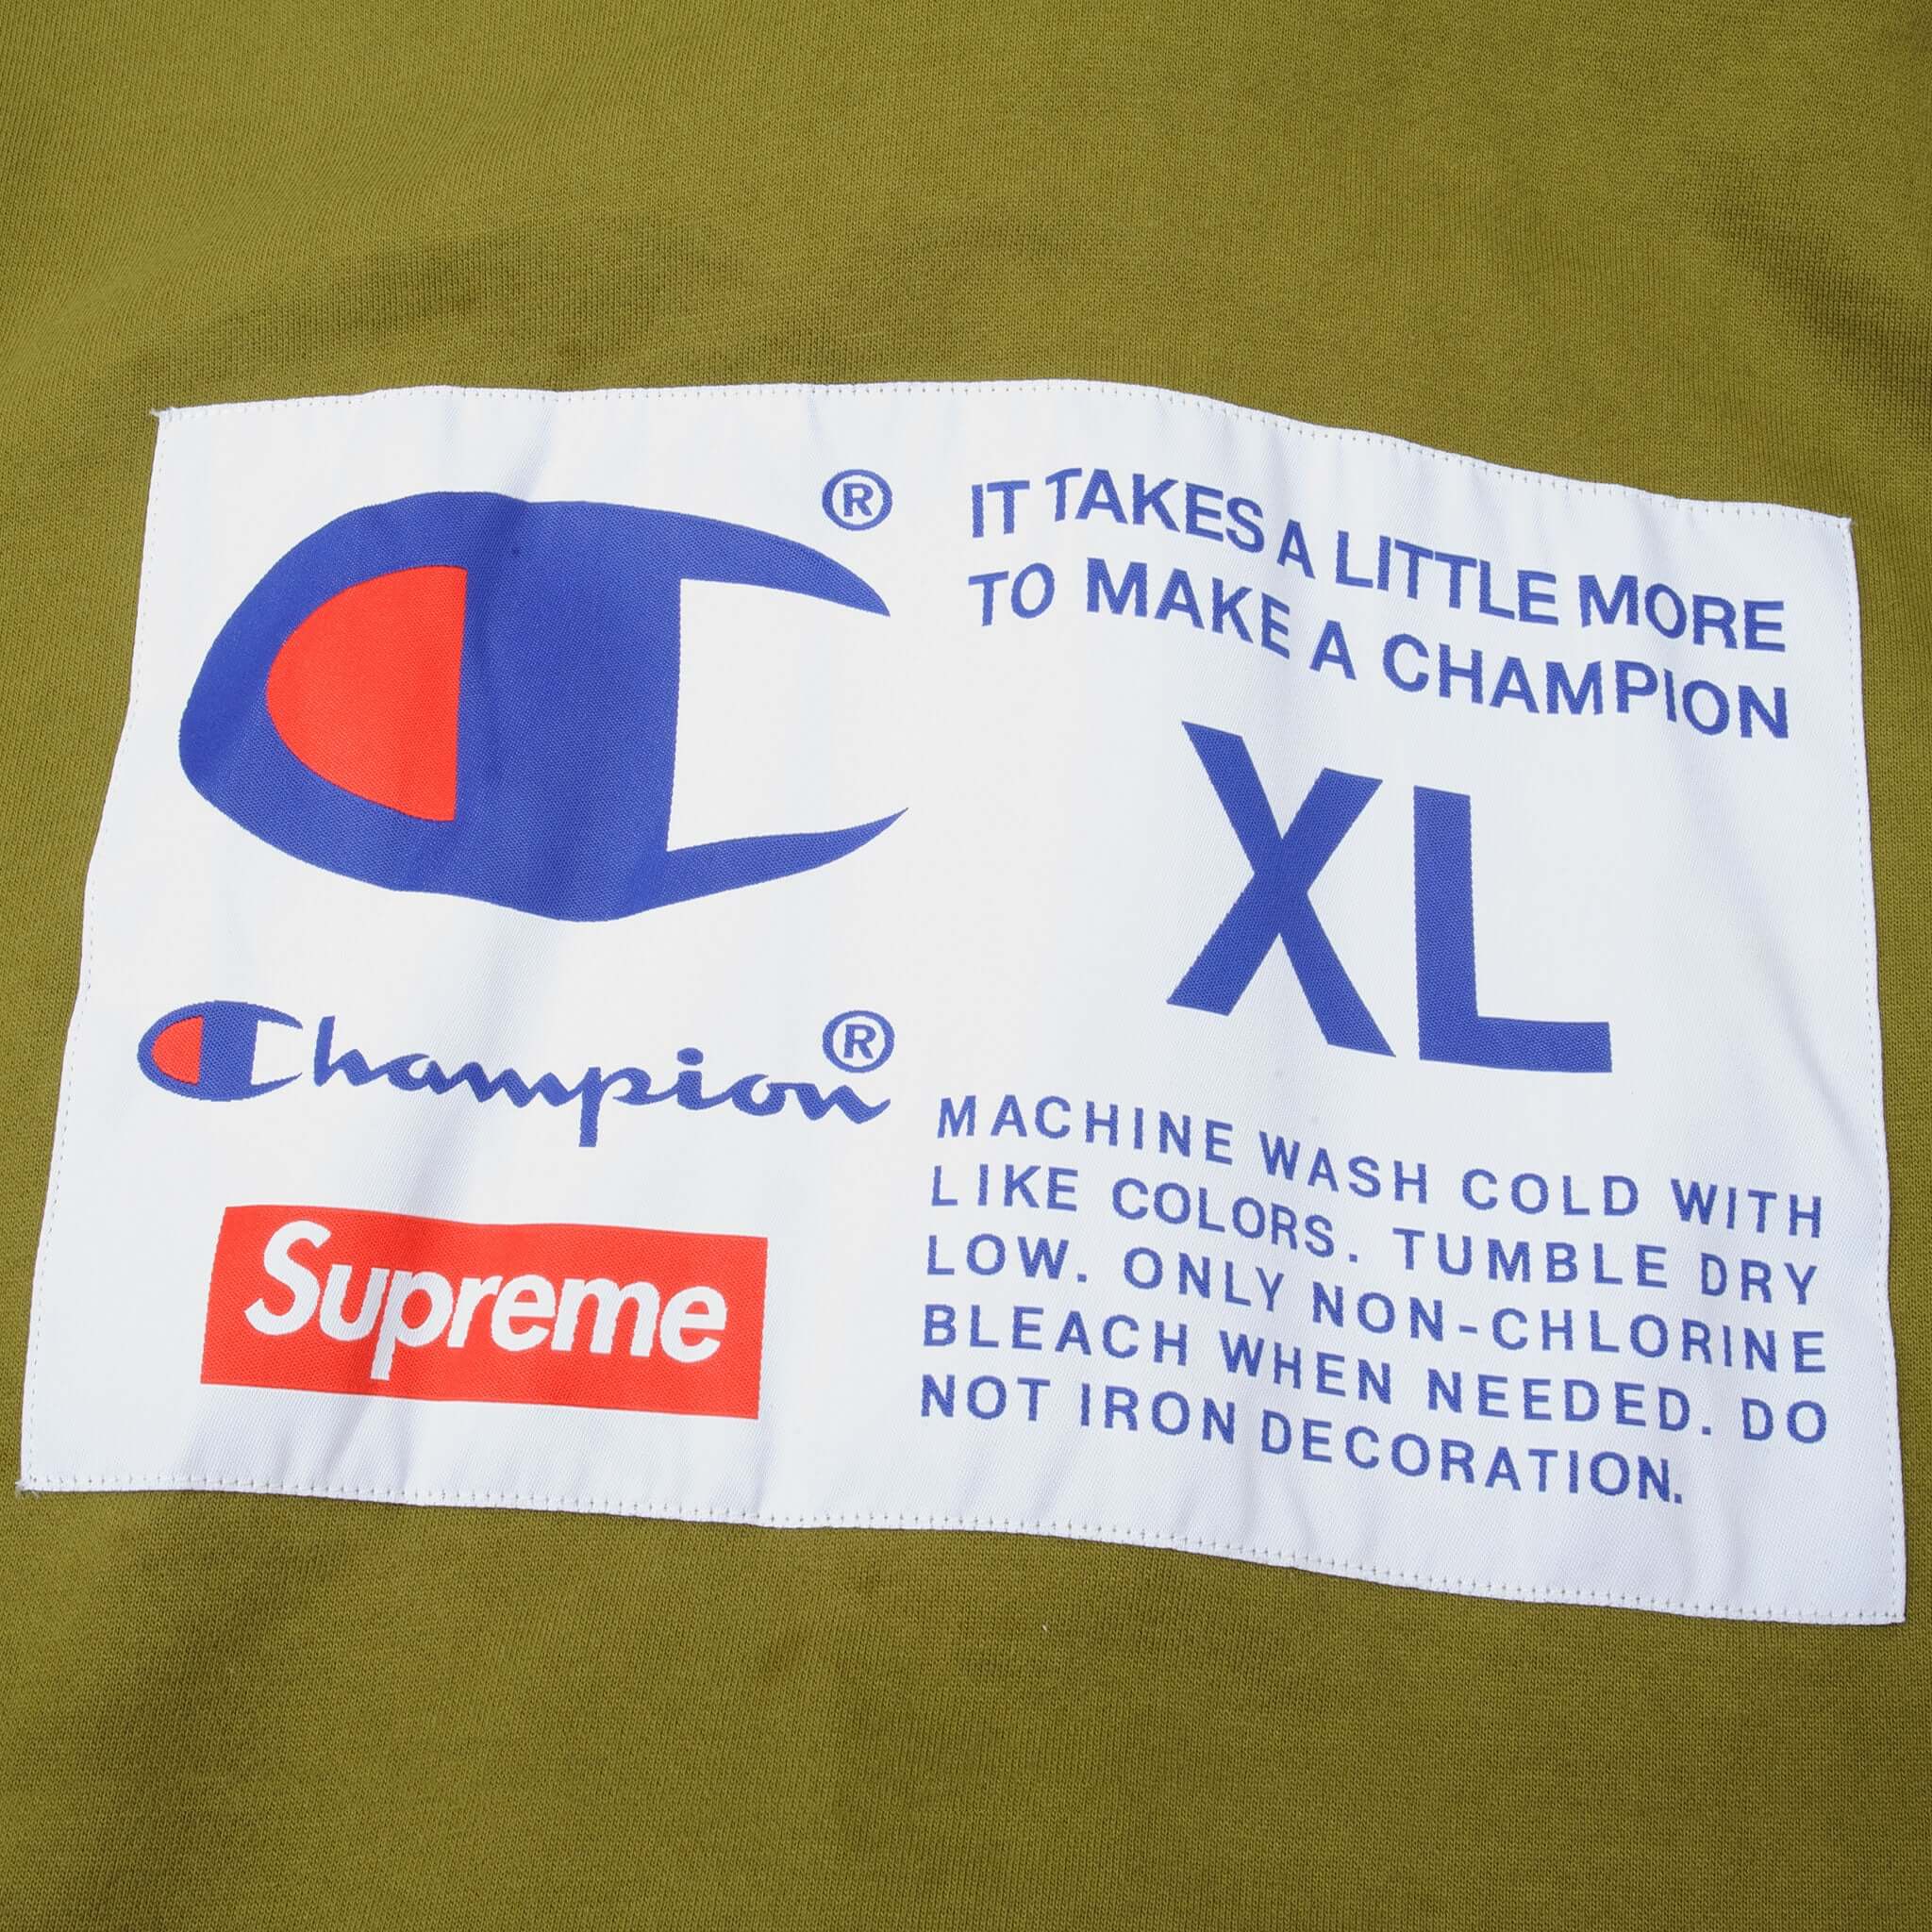 ®
IT TAKES A LITTLE MORE
TO MAKE A CHAMPION
XL
Champion®
Supreme
MACHINE WASH COLD WITH
LIKE COLORS. TUMBLE DRY
LOW. ONLY NON-CHLORINE
BLEACH WHEN NEEDED. DO
NOT IRON DECORATION.